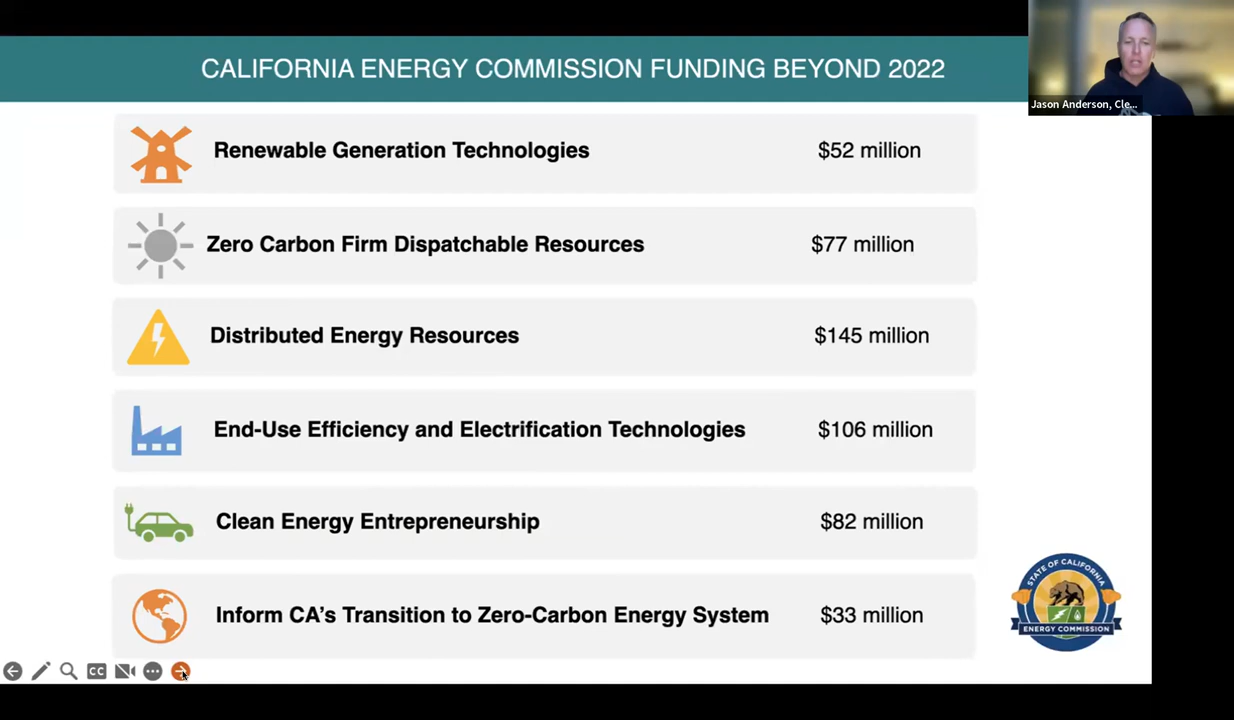 CALIFORNIA ENERGY COMMISSION FUNDING BEYOND 2022
Jason Anderson, Cle...
Renewable Generation Technologies $52 million
Zero Carbon Firm Dispatchable Resources $77 million
Distributed Energy Resources $145 million
End-Use Efficiency and Electrification Technologies $106 million
Clean Energy Entrepreneurship $82 million
Inform CA's Transition to Zero-Carbon Energy System $33 million
STATE OF CALIFORNIA
ENERGY COMMISSION
CC